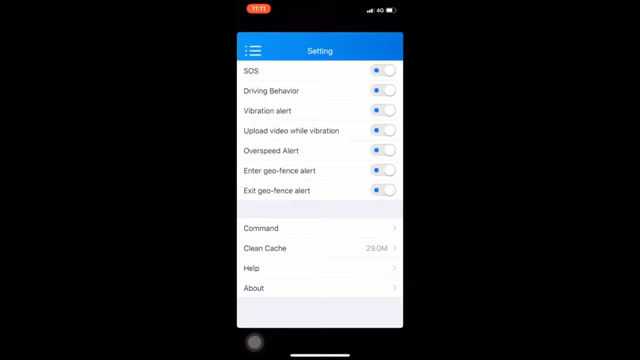 11:11
4G
Setting
SOS
Driving Behavior
Vibration alert
Upload video while vibration
Overspeed Alert
Enter geo-fence alert
Exit geo-fence alert
Command
Clean Cache 29.0M
Help
About